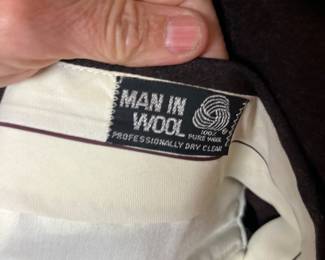 MAN IN
WOOL
100%
PURE WOOL
PROFESSIONALLY DRY CLEAN